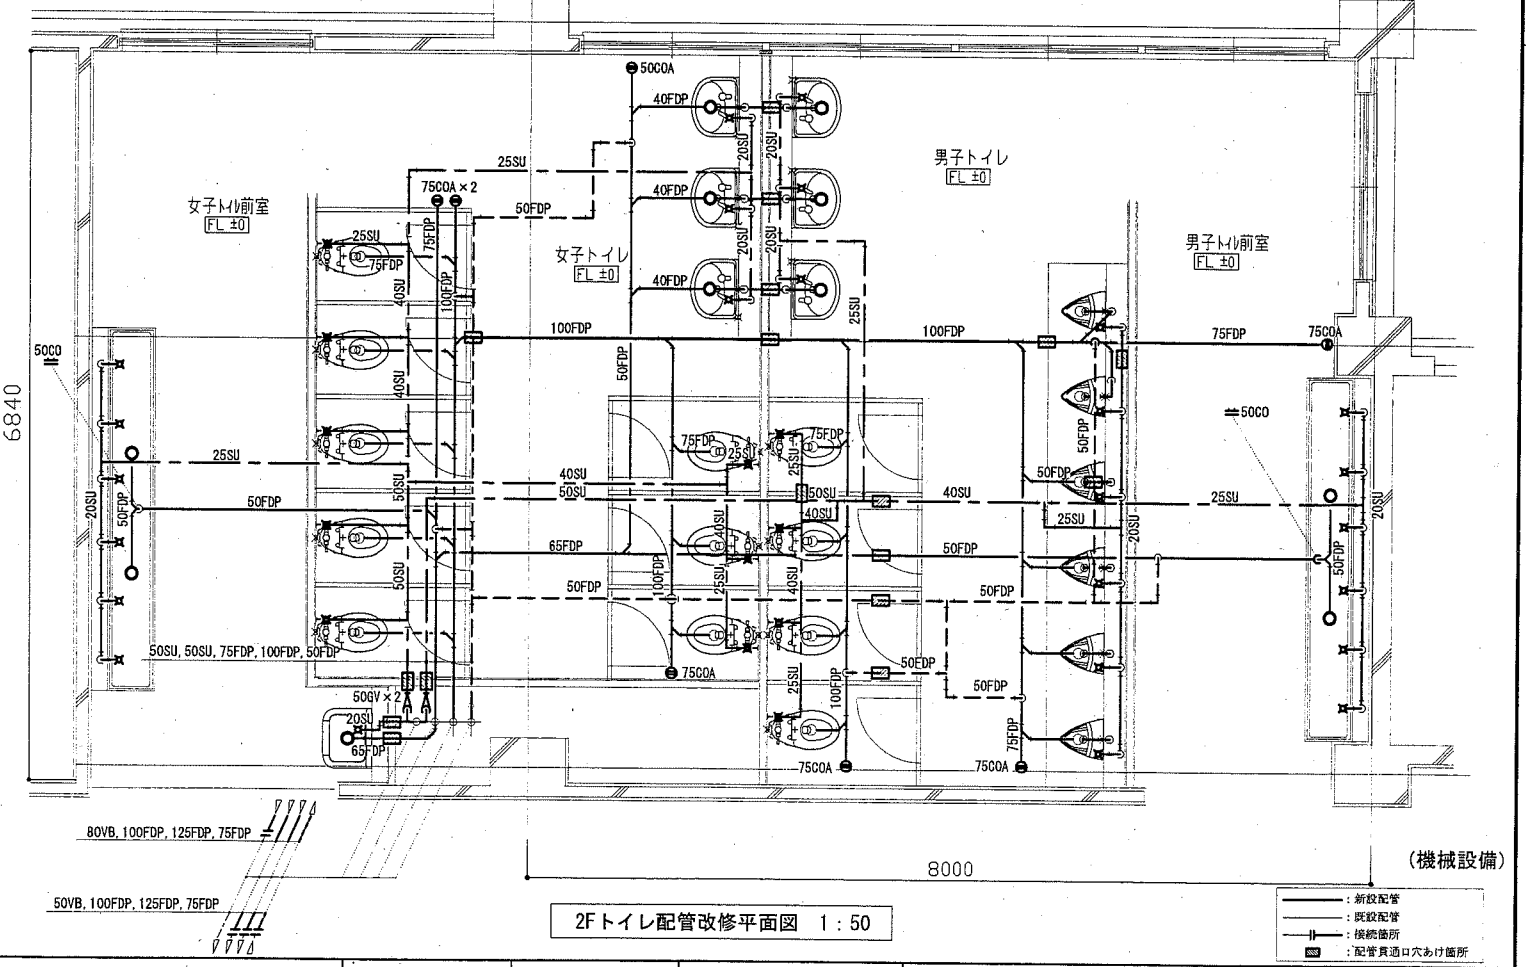 50COA
40FDP
20SU
20SU
男子トイレ
FL ±0
25SU
75COA×2
40FDP
女子トイレ前室
FL ±0
50FDP
75FDP
25SU
75FDP
女子トイレ
FL ±0
20SU
20SU
男子トイレ前室
FL ±0
40SU
100FDP
40FDP
25SU
100FDP
100FDP
75FDP
75COA
50CO
50FDP
40SU
6840
50CO
75FDP
25SU
75FDP
25SU
50FDP
25SU
40SU
50FDP
20SU
50FDP
50SU
50SU
50SU
40SU
25SU
20SU
50FDP
40SU
40SU
25SU
20SU
65FDP
50FDP
50FDP
50SU
100FDP
25SU
40SU
50FDP
50FDP
50SU, 50SU, 75FDP, 100FDP, 50FDP
75COA
50FDP
25SU
100FDP
50FDP
50GV×2
20SU
65FDP
75FDP
75COA
75COA
80VB, 100FDP, 125FDP, 75FDP
8000
(機械設備)
50VB, 100FDP, 125FDP, 75FDP
2Fトイレ配管改修平面図 1:50
:新設配管
:既設配管
:接続箇所
:配管貫通口穴あけ箇所